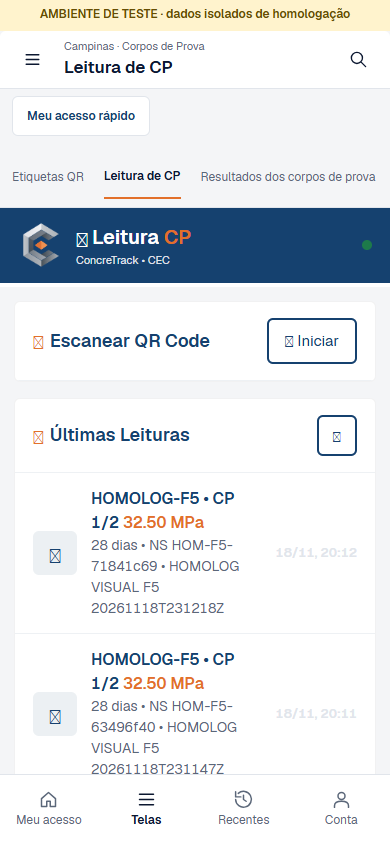 AMBIENTE DE TESTE · dados isolados de homologação
Campinas · Corpos de Prova
Leitura de CP
Meu acesso rápido
Etiquetas QR
Leitura de CP
Resultados dos corpos de prova
Leitura CP
ConcreTrack • CEC
Escanear QR Code
Iniciar
Últimas Leituras
HOMOLOG-F5 • CP
1/2 32.50 MPa
28 dias • NS HOM-F5-
71841c69 • HOMOLOG
VISUAL F5
20261118T231218Z
18/11, 20:12
HOMOLOG-F5 • CP
1/2 32.50 MPa
28 dias • NS HOM-F5-
63496f40 • HOMOLOG
VISUAL F5
20261118T231147Z
18/11, 20:11
Meu acesso
Telas
Recentes
Conta